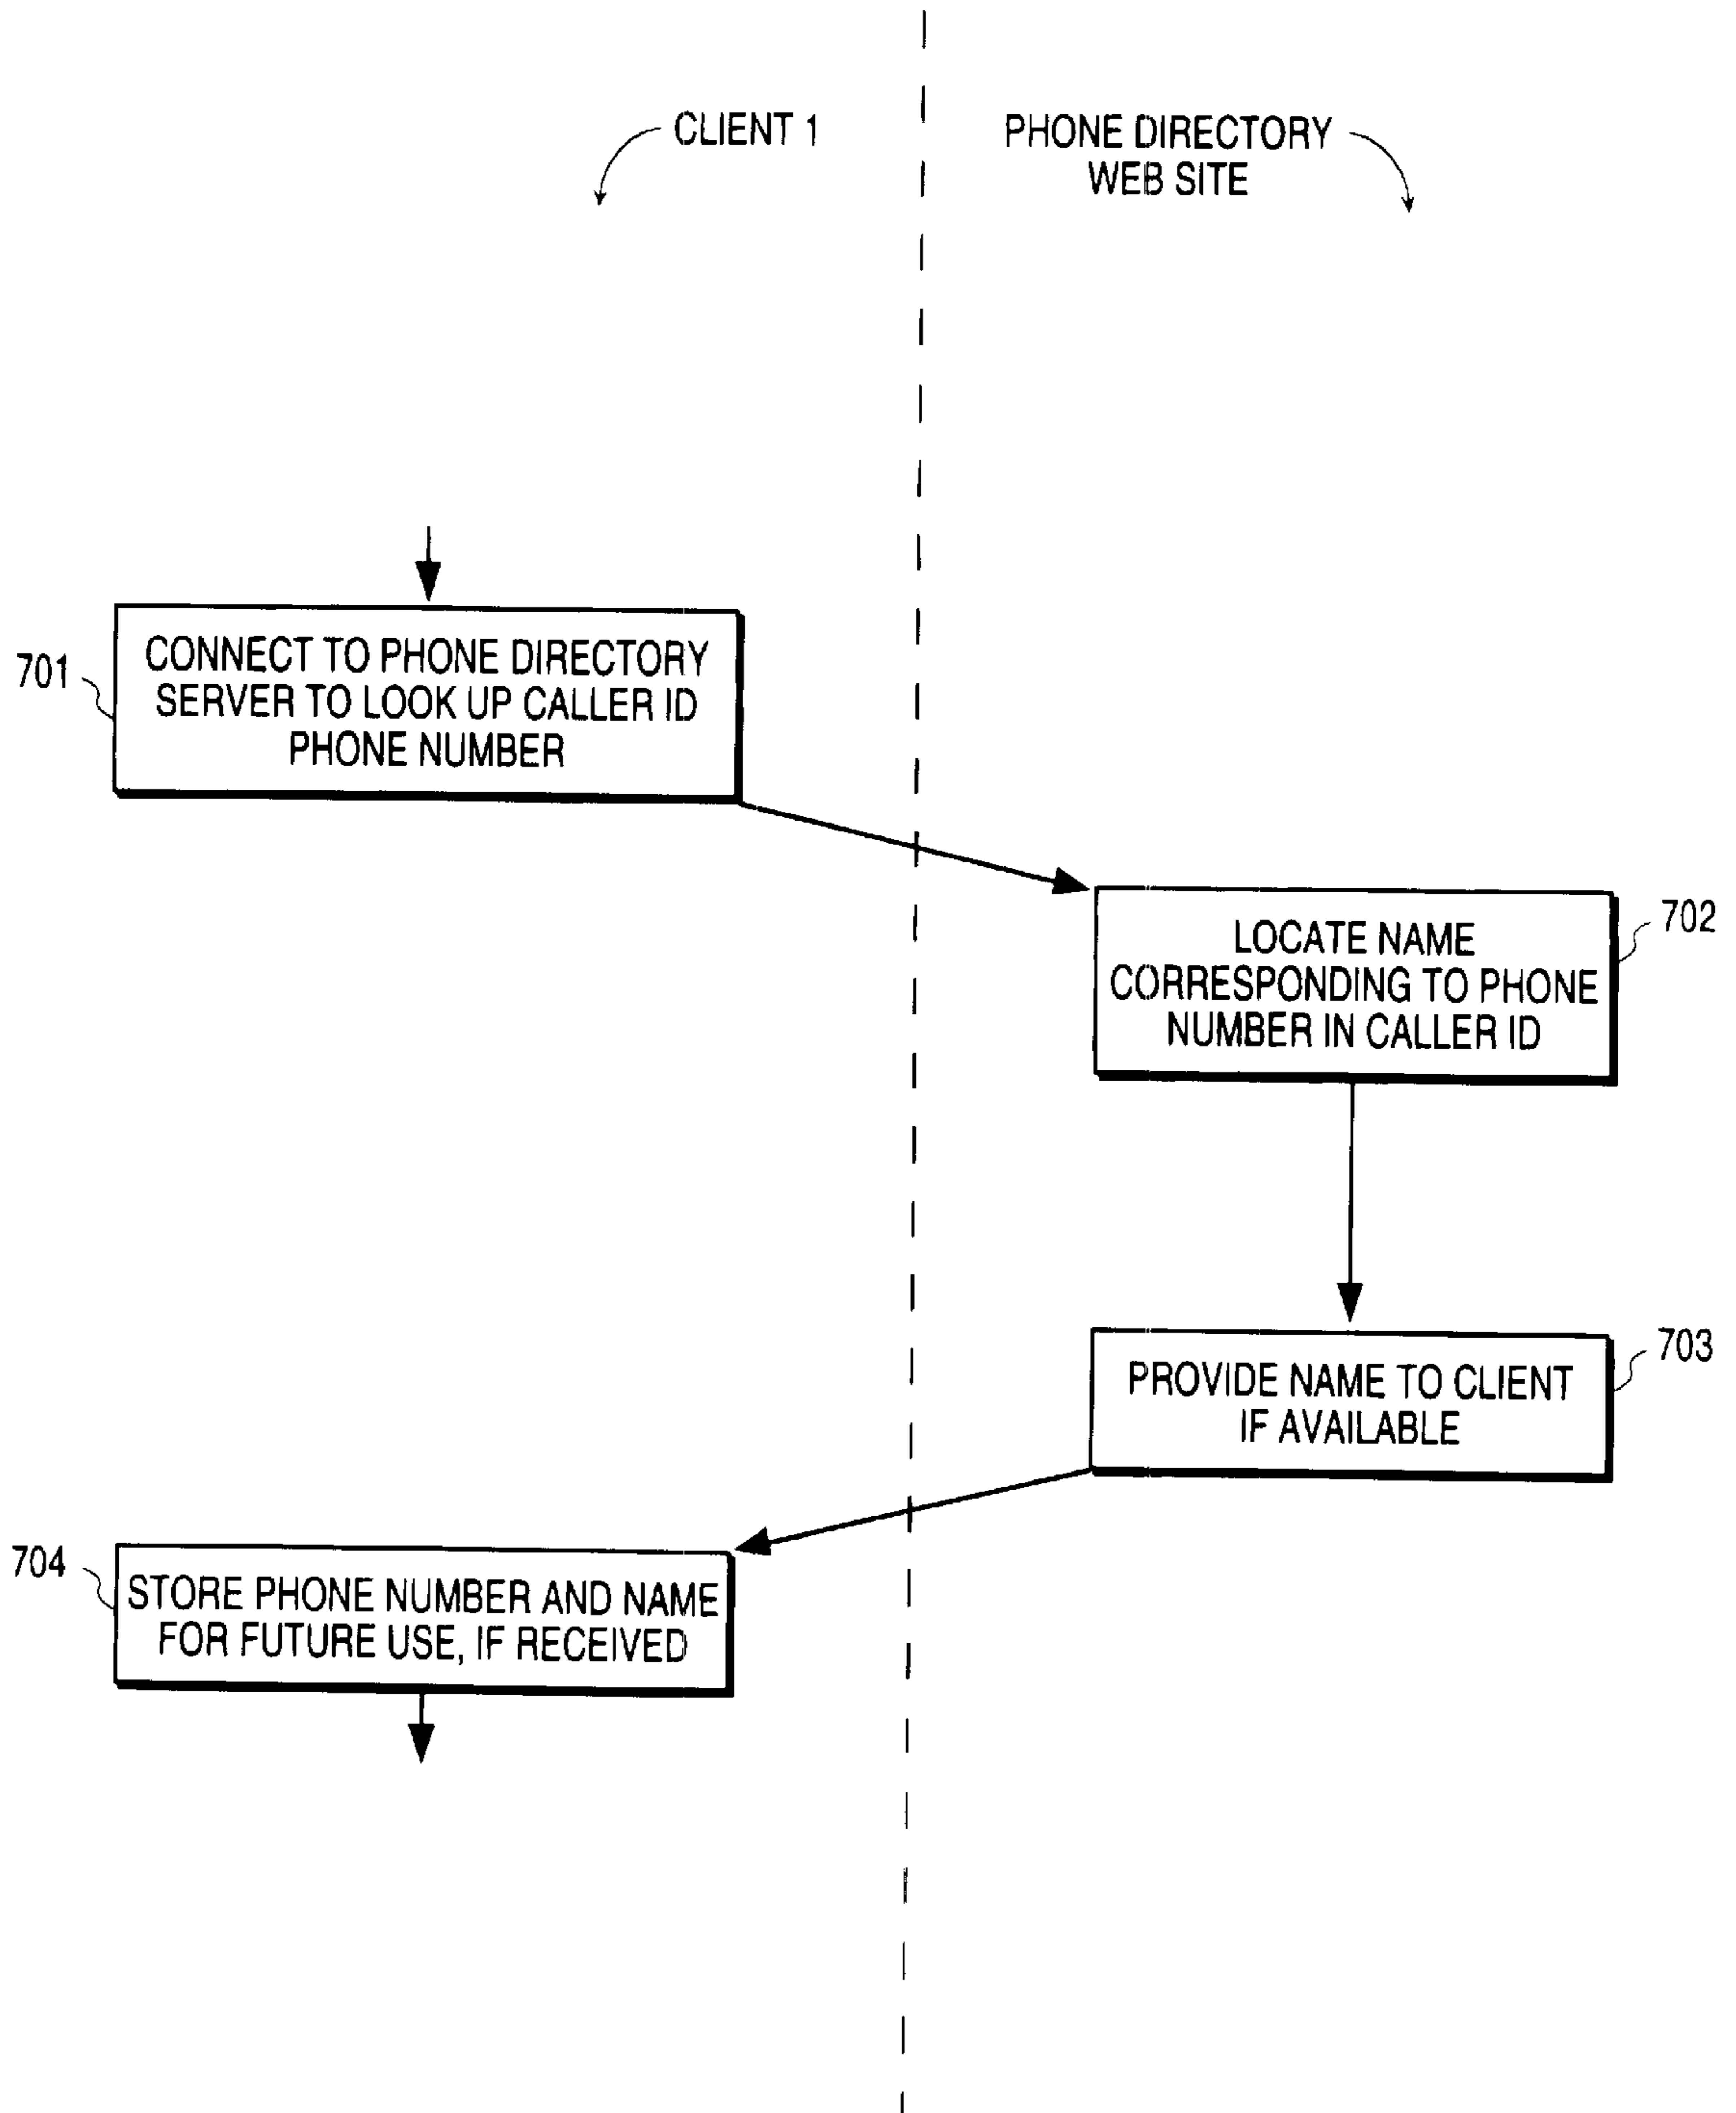 CLIENT 1
PHONE DIRECTORY
WEB SITE
701
CONNECT TO PHONE DIRECTORY
SERVER TO LOOK UP CALLER ID
PHONE NUMBER
702
LOCATE NAME
CORRESPONDING TO PHONE
NUMBER IN CALLER ID
703
PROVIDE NAME TO CLIENT
IF AVAILABLE
704
STORE PHONE NUMBER AND NAME
FOR FUTURE USE, IF RECEIVED